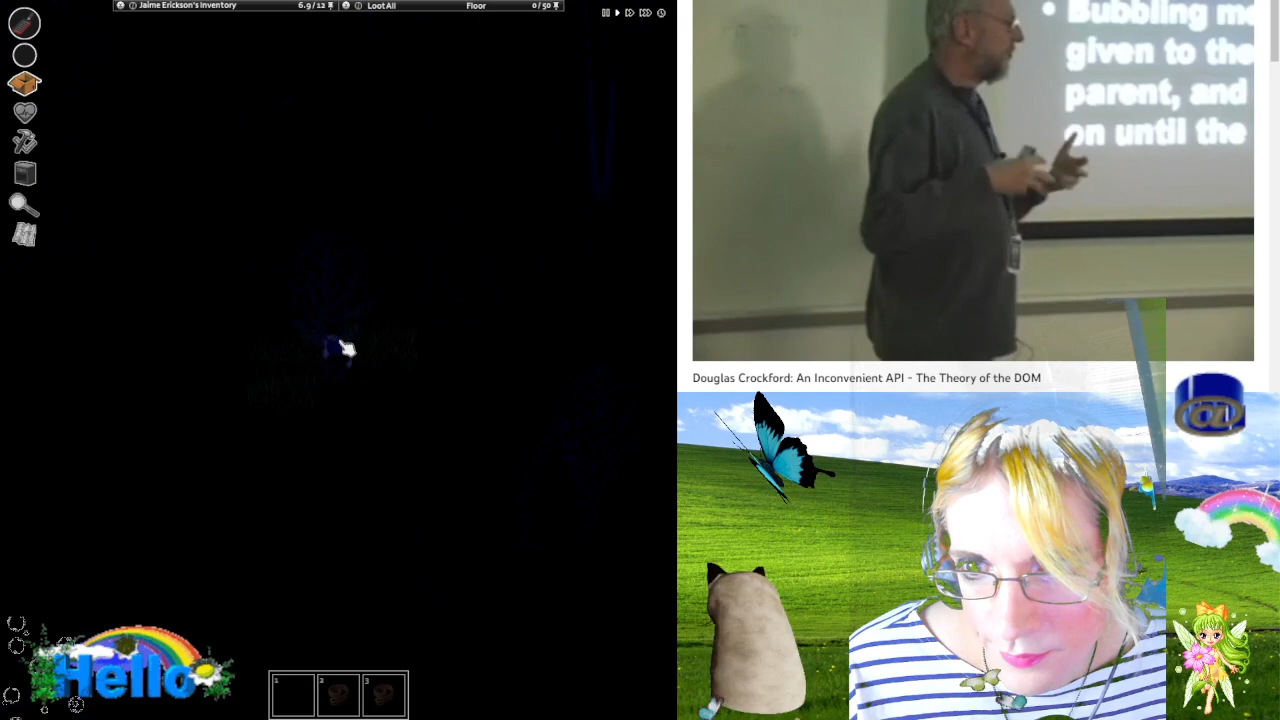 Jaime Erickson's Inventory 6.9 / 12 Loot All Floor 0 / 50
• Bubbling me
given to the
parent, and
on until the
Douglas Crockford: An Inconvenient API - The Theory of the DOM
@
Hello
1 2 3